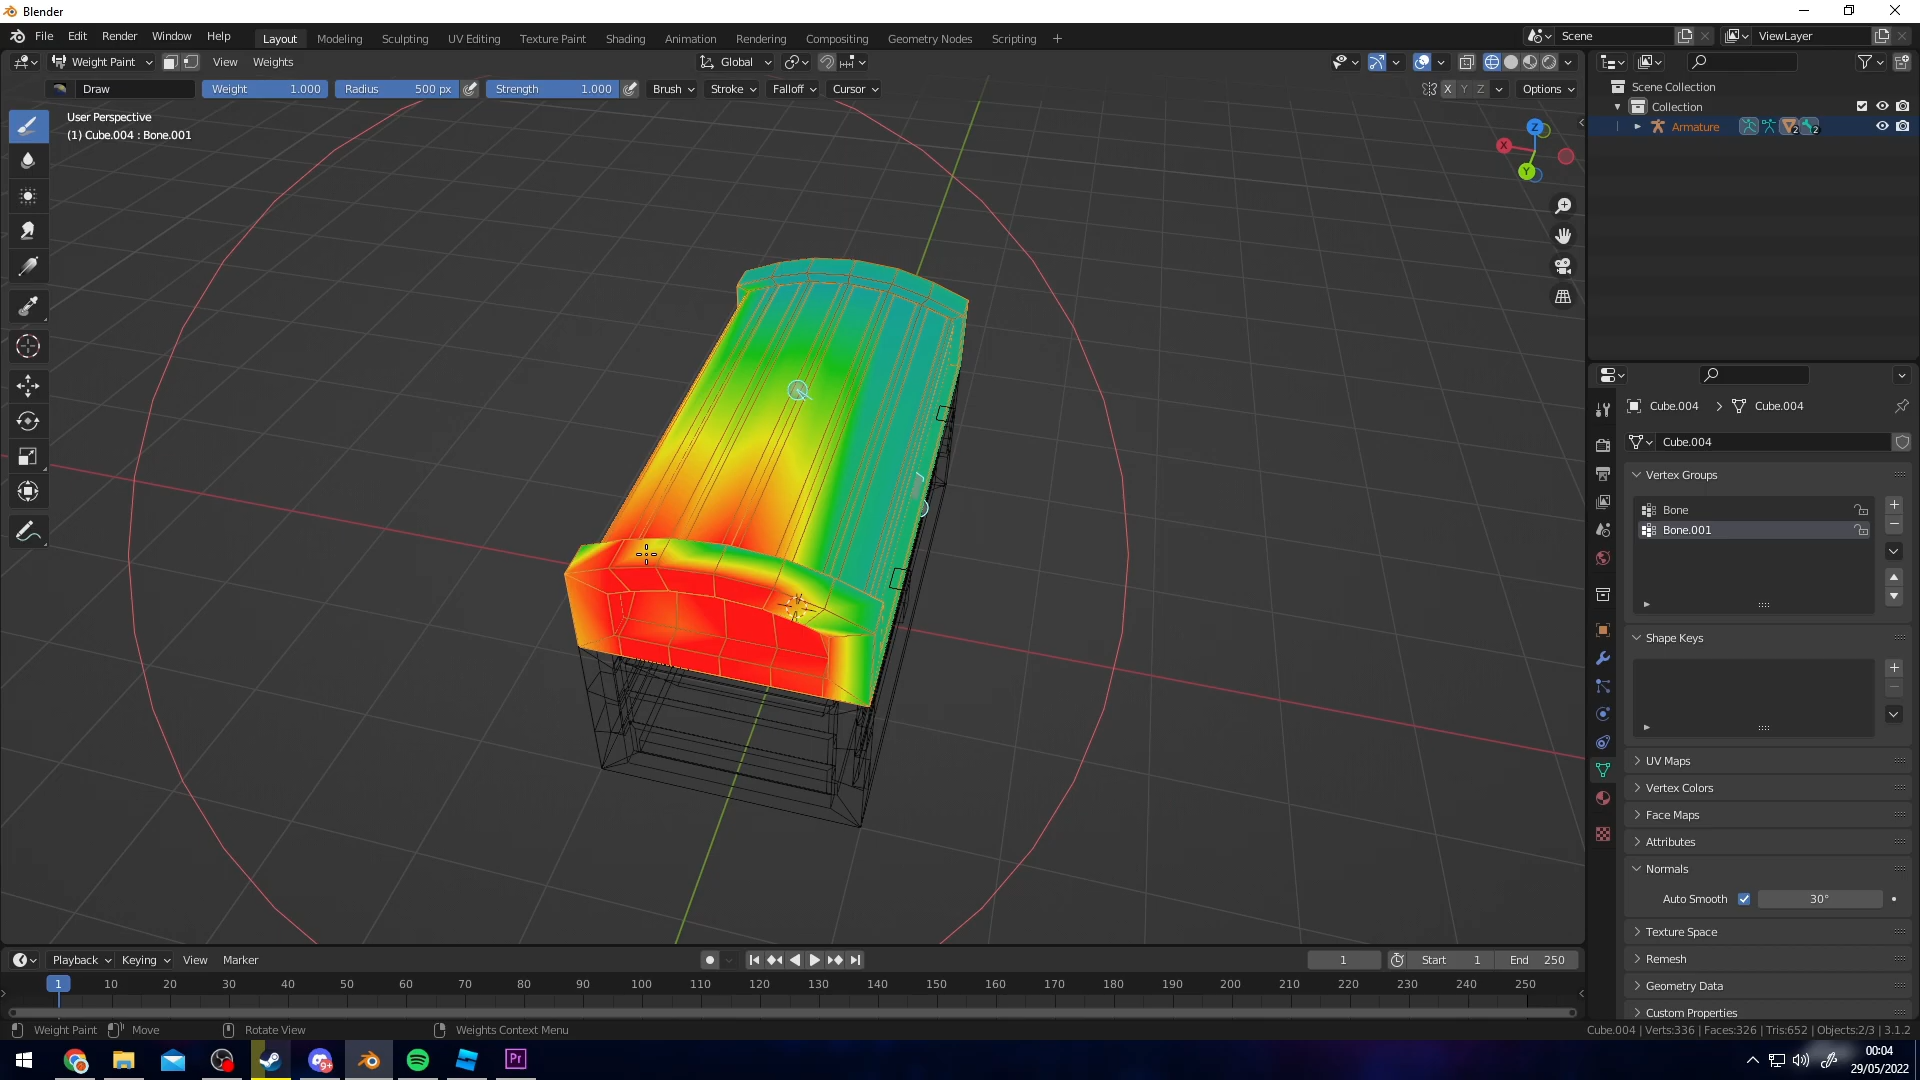 Blender
File Edit Render Window Help
Layout Modeling Sculpting UV Editing Texture Paint Shading Animation Rendering Compositing Geometry Nodes Scripting +
Scene
ViewLayer
Weight Paint View Weights
Global
Draw
Weight 1.000
Radius 500 px
Strength 1.000
Brush Stroke Falloff Cursor
X Y Z
Options
User Perspective
(1) Cube.004 : Bone.001
Z
X
Y
Scene Collection
Collection
Armature
2
2
Cube.004 > Cube.004
Cube.004
Vertex Groups
Bone
Bone.001
Shape Keys
UV Maps
Vertex Colors
Face Maps
Attributes
Normals
Auto Smooth 30°
Texture Space
Remesh
Geometry Data
Custom Properties
Playback Keying View Marker
1
Start 1
End 250
1 10 20 30 40 50 60 70 80 90 100 110 120 130 140 150 160 170 180 190 200 210 220 230 240 250
Weight Paint Move Rotate View Weights Context Menu
Cube.004 | Verts:336 | Faces:326 | Tris:652 | Objects:2/3 | 3.1.2
9+
Pr
00:04
29/05/2022